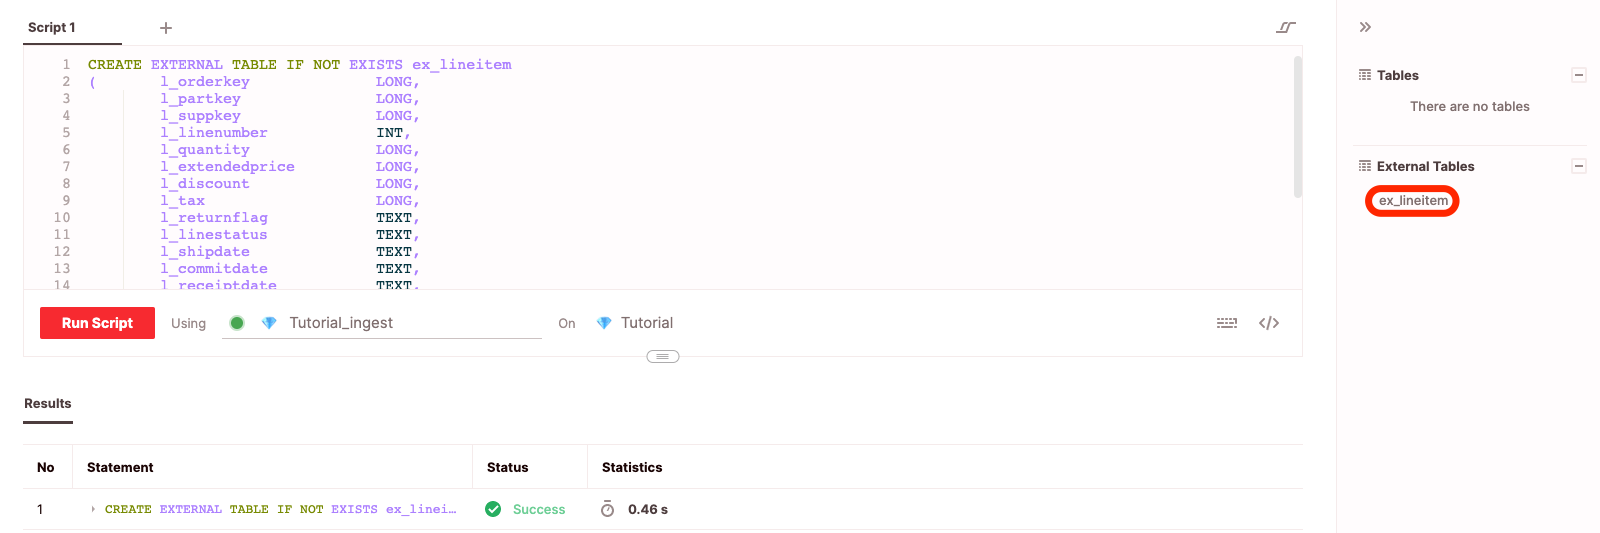 Script 1 +
1 CREATE EXTERNAL TABLE IF NOT EXISTS ex_lineitem
2 ( l_orderkey LONG,
3 l_partkey LONG,
4 l_suppkey LONG,
5 l_linenumber INT,
6 l_quantity LONG,
7 l_extendedprice LONG,
8 l_discount LONG,
9 l_tax LONG,
10 l_returnflag TEXT,
11 l_linestatus TEXT,
12 l_shipdate TEXT,
13 l_commitdate TEXT,
14 l_receiptdate TEXT,
Run Script Using Tutorial_ingest On Tutorial </>
Results
No Statement Status Statistics
1 CREATE EXTERNAL TABLE IF NOT EXISTS ex_linei… Success 0.46 s
Tables
There are no tables
External Tables
ex_lineitem